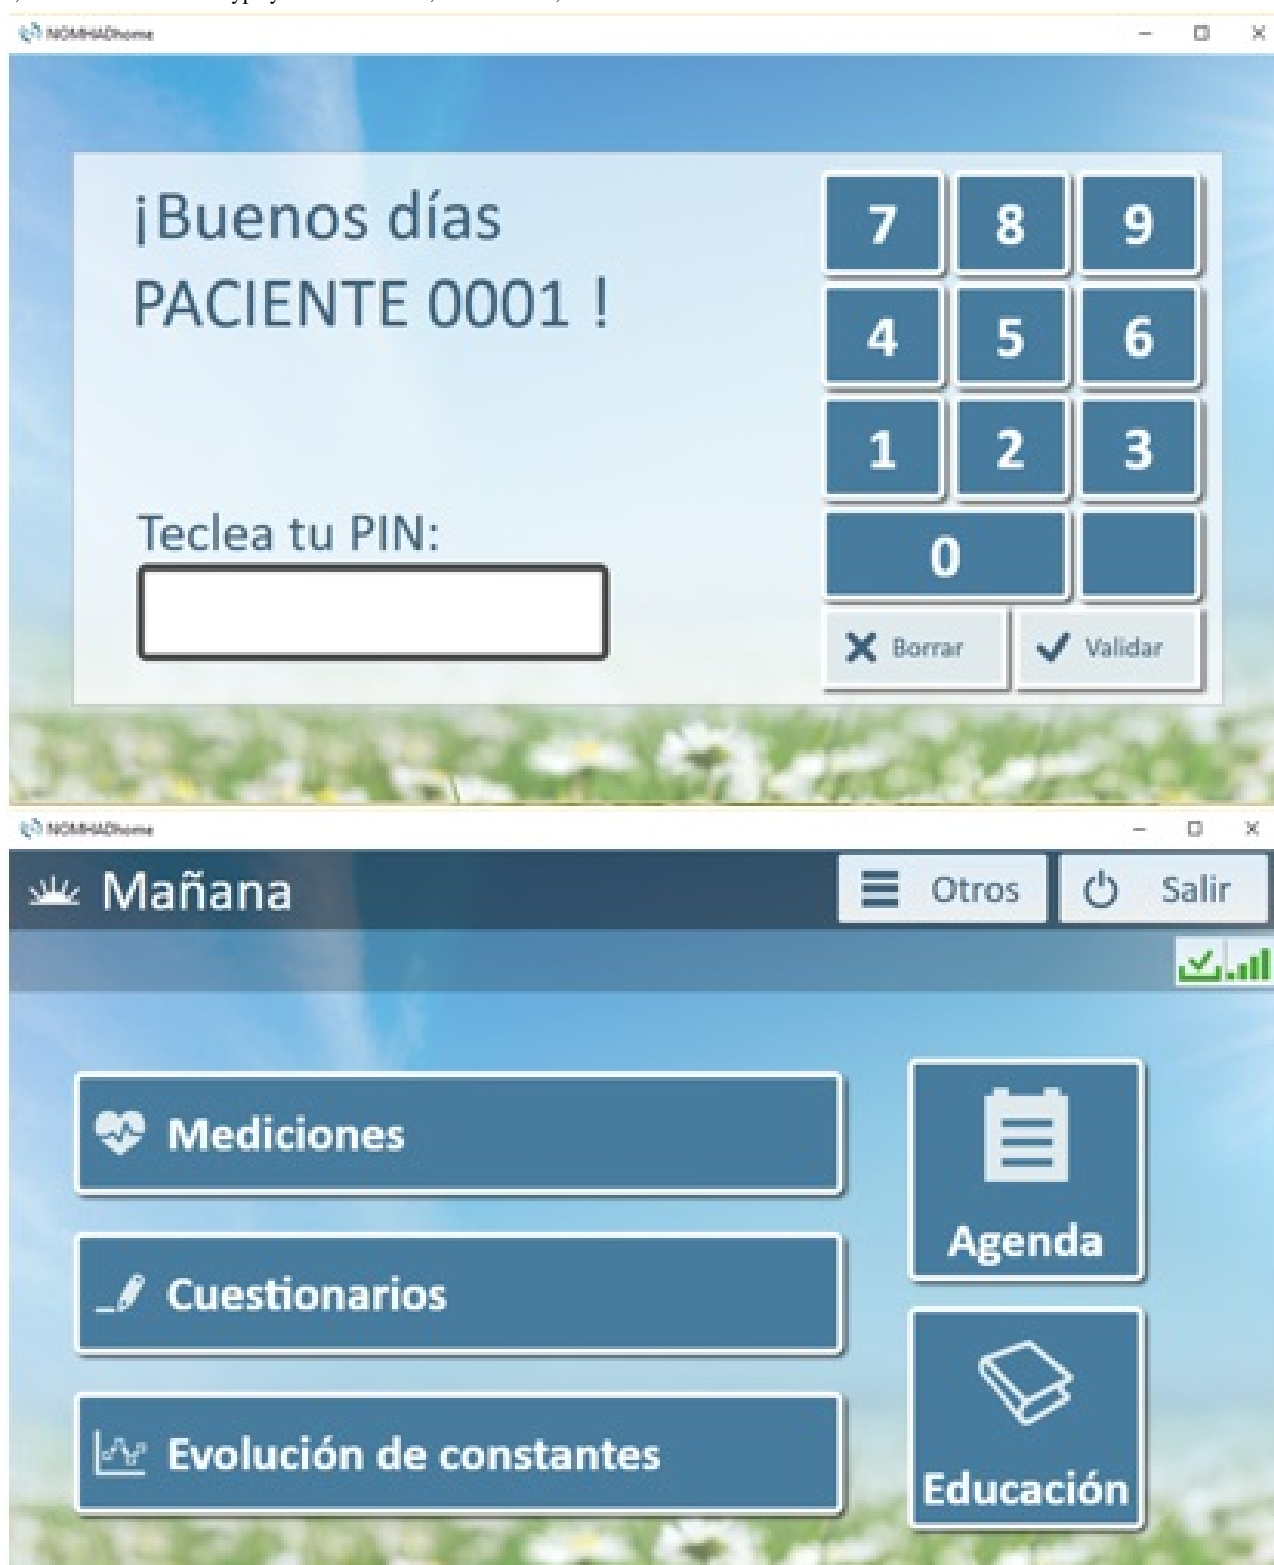 NOMHADhome
¡Buenos días
PACIENTE 0001 !
7 8 9
4 5 6
1 2 3
0
Teclea tu PIN:
Borrar Validar
NOMHADhome
Mañana Otros Salir
Mediciones
Cuestionarios
Evolución de constantes
Agenda
Educación